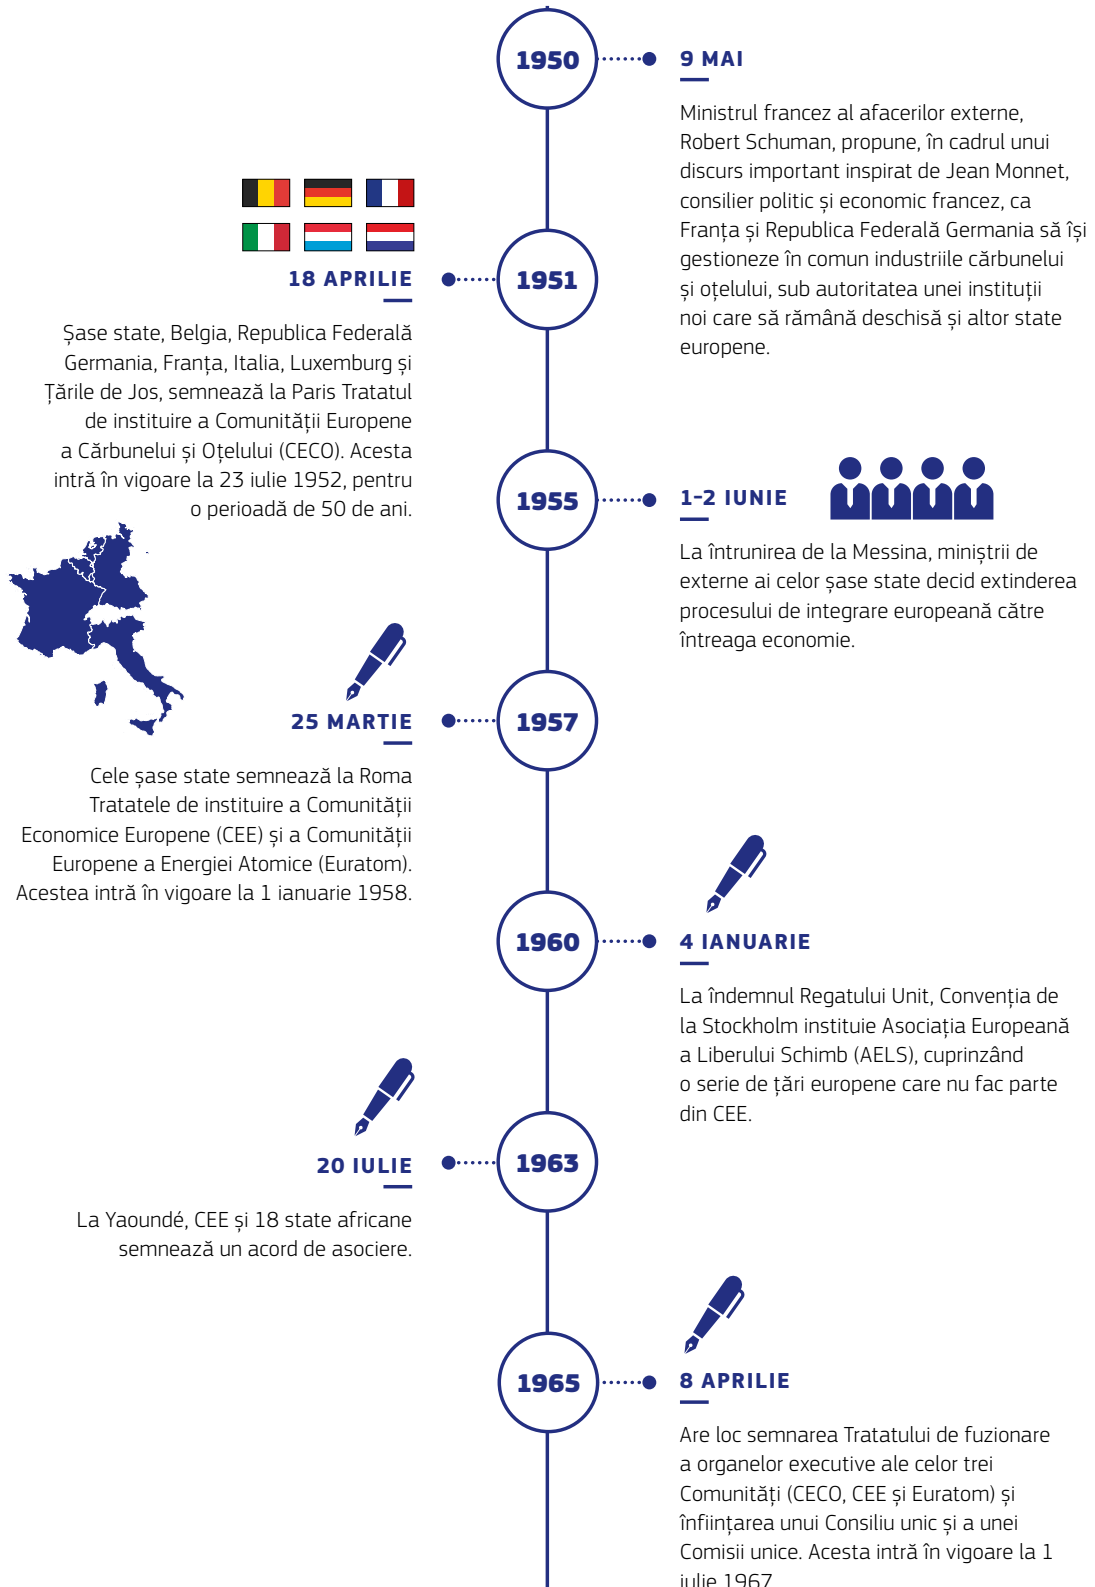 1950
9 MAI
Ministrul francez al afacerilor externe,
Robert Schuman, propune, în cadrul unui
discurs important inspirat de Jean Monnet,
consilier politic și economic francez, ca
Franța și Republica Federală Germania să își
gestioneze în comun industriile cărbunelui
și oțelului, sub autoritatea unei instituții
noi care să rămână deschisă și altor state
europene.
1951
18 APRILIE
Șase state, Belgia, Republica Federală
Germania, Franța, Italia, Luxemburg și
Țările de Jos, semnează la Paris Tratatul
de instituire a Comunității Europene
a Cărbunelui și Oțelului (CECO). Acesta
intră în vigoare la 23 iulie 1952, pentru
o perioadă de 50 de ani.
1955
1-2 IUNIE
La întrunirea de la Messina, miniștrii de
externe ai celor șase state decid extinderea
procesului de integrare europeană către
întreaga economie.
1957
25 MARTIE
Cele șase state semnează la Roma
Tratatele de instituire a Comunității
Economice Europene (CEE) și a Comunității
Europene a Energiei Atomice (Euratom).
Acestea intră în vigoare la 1 ianuarie 1958.
1960
4 IANUARIE
La îndemnul Regatului Unit, Convenția de
la Stockholm instituie Asociația Europeană
a Liberului Schimb (AELS), cuprinzând
o serie de țări europene care nu fac parte
din CEE.
1963
20 IULIE
La Yaoundé, CEE și 18 state africane
semnează un acord de asociere.
1965
8 APRILIE
Are loc semnarea Tratatului de fuzionare
a organelor executive ale celor trei
Comunități (CECO, CEE și Euratom) și
înființarea unui Consiliu unic și a unei
Comisii unice. Acesta intră în vigoare la 1
iulie 1967